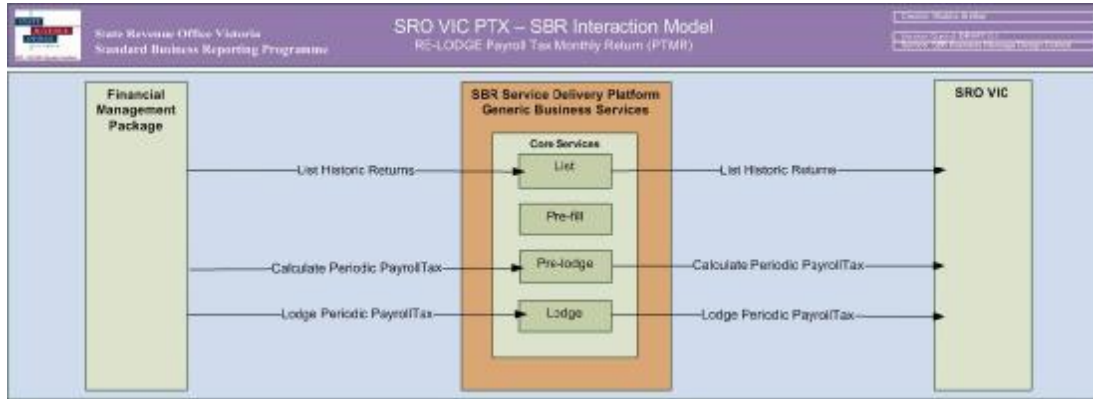 State Revenue Office Victoria
Standard Business Reporting Programme
SRO VIC PTX – SBR Interaction Model
RE-LODGE Payroll Tax Monthly Return (PTMR)
Financial
Management
Package
SBR Service Delivery Platform
Generic Business Services
SRO VIC
Core Services
List Historic Returns
List
List Historic Returns
Pre-fill
Calculate Periodic PayrollTax
Pre-lodge
Calculate Periodic PayrollTax
Lodge Periodic PayrollTax
Lodge
Lodge Periodic PayrollTax